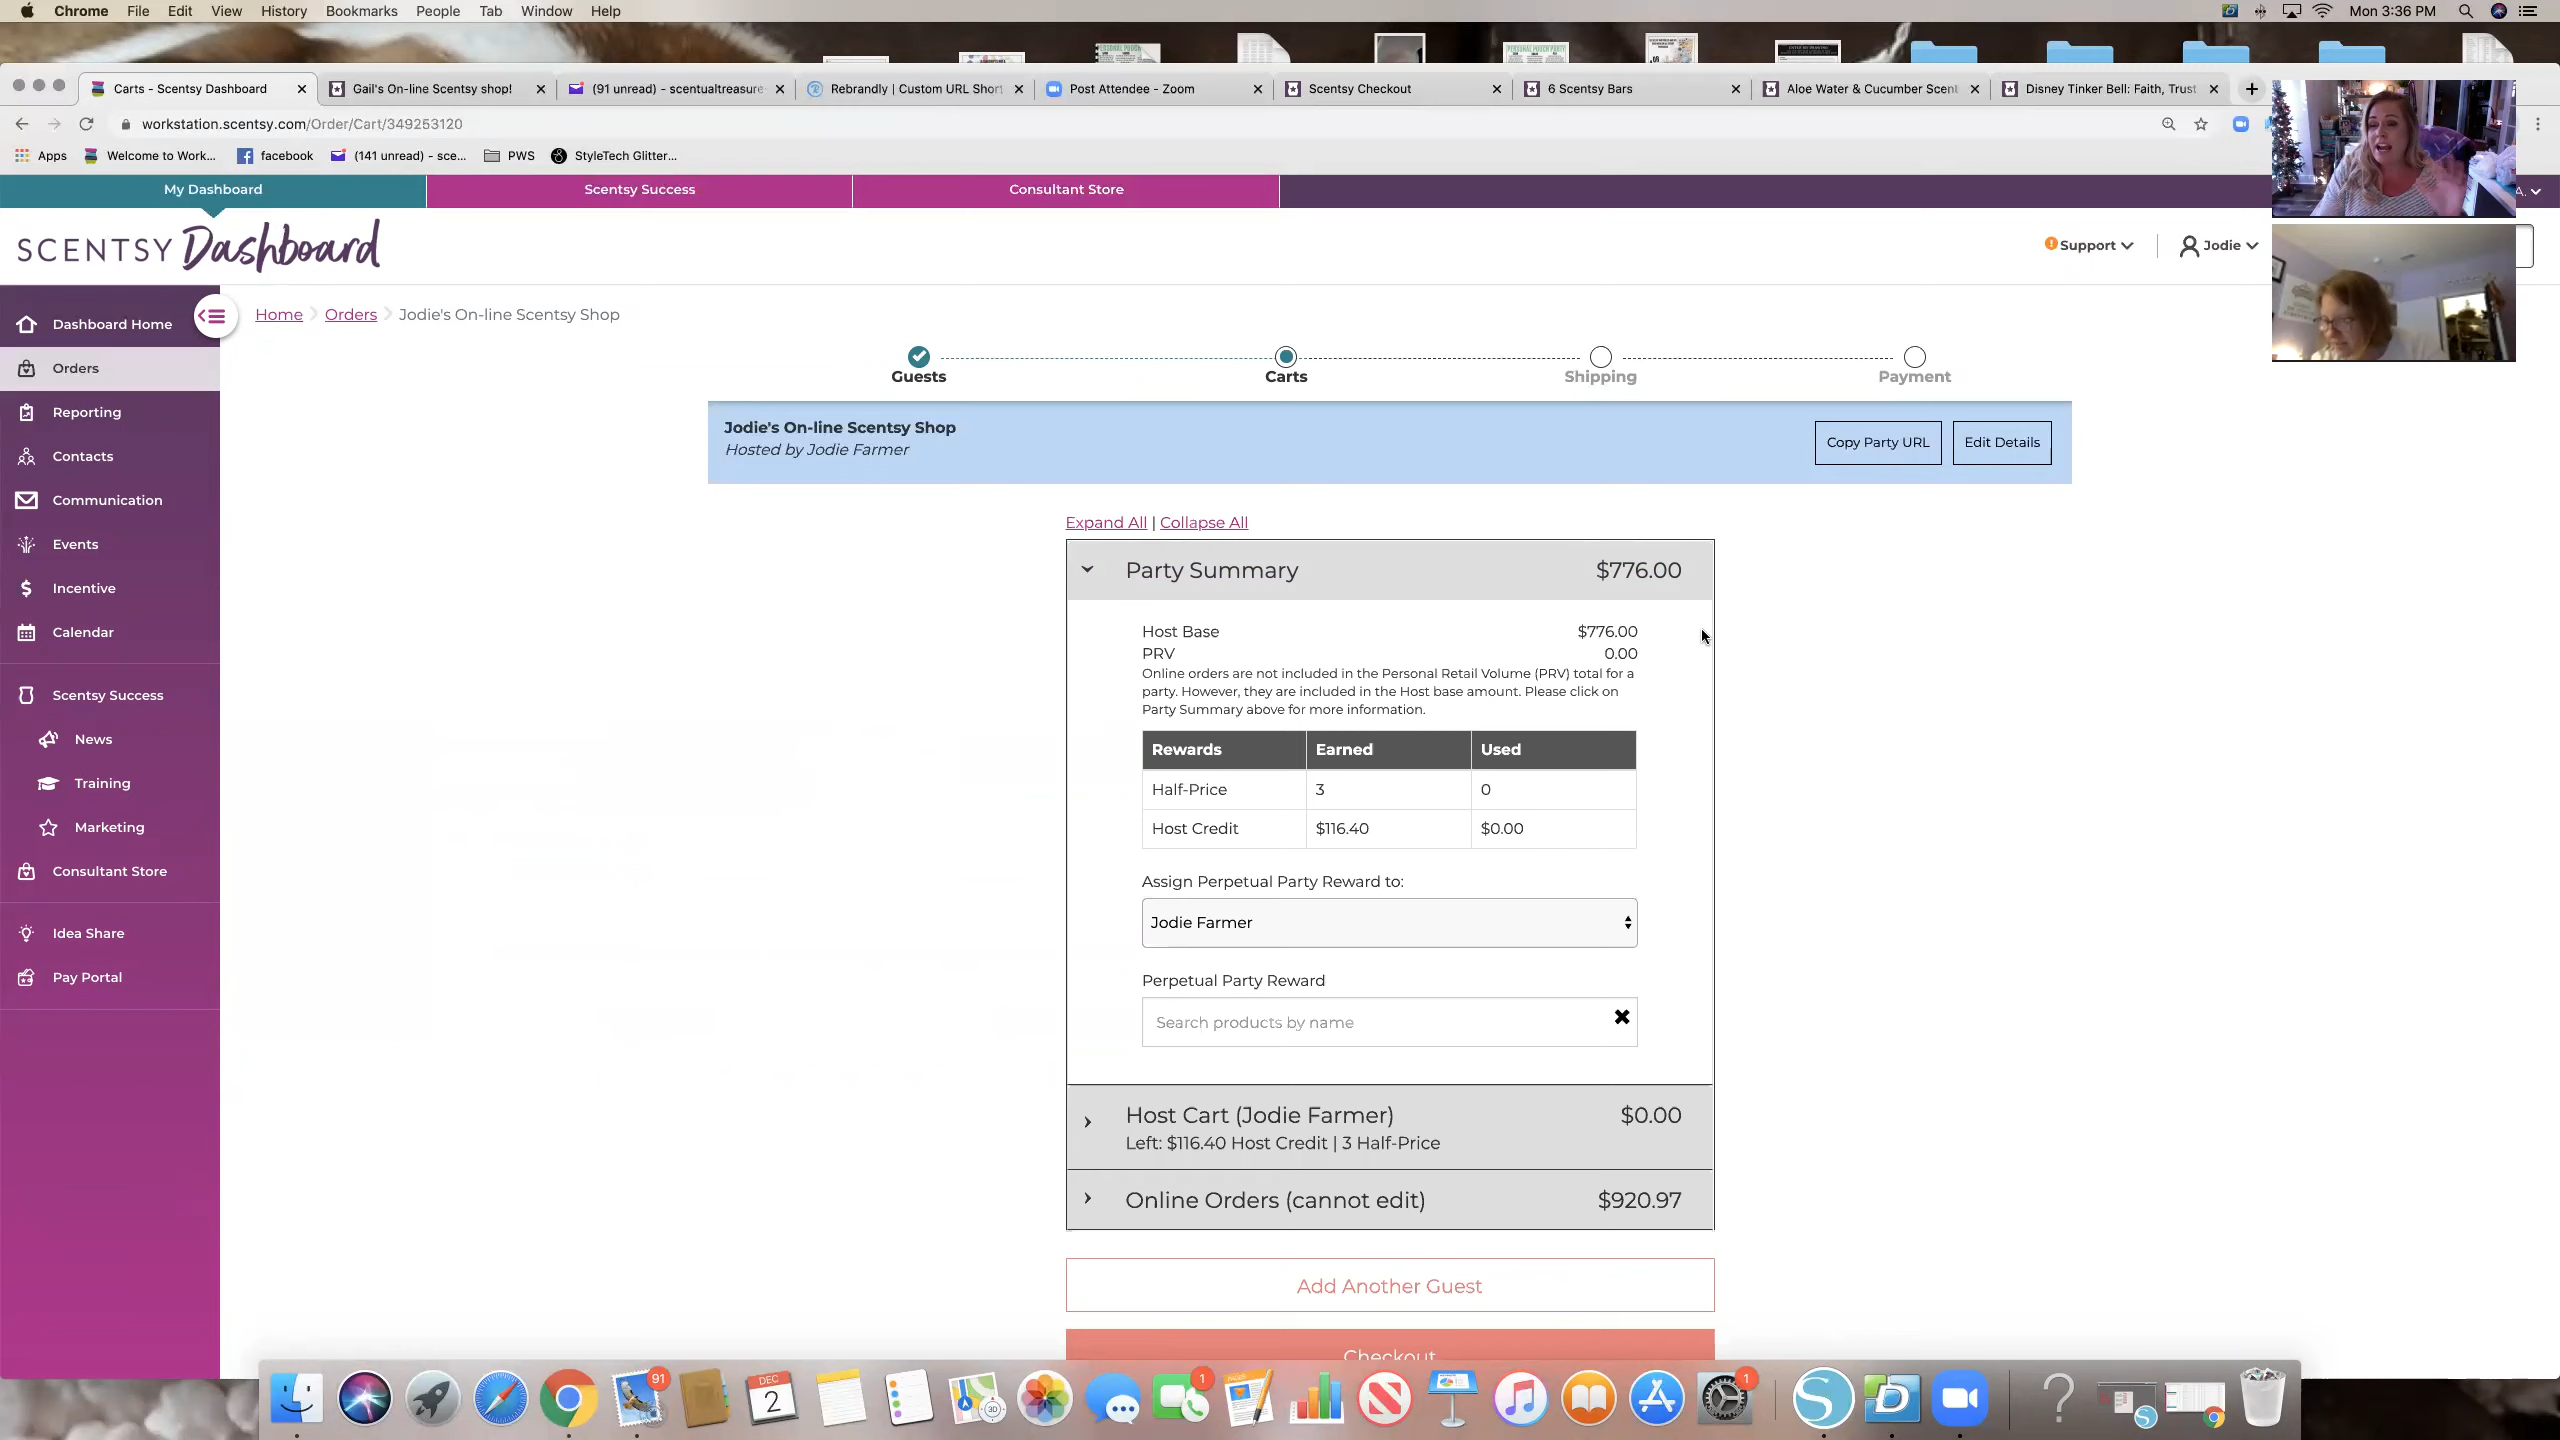 Chrome File Edit View History Bookmarks People Tab Window Help
Mon 3:36 PM
Carts - Scentsy Dashboard
Gail's On-line Scentsy shop!
(91 unread) - scentualtreasure
Rebrandly | Custom URL Short
Post Attendee - Zoom
Scentsy Checkout
6 Scentsy Bars
Aloe Water & Cucumber Scent
Disney Tinker Bell: Faith, Trust
workstation.scentsy.com/Order/Cart/349253120
Apps
Welcome to Work...
facebook
(141 unread) - sce...
PWS
StyleTech Glitter...
My Dashboard
Scentsy Success
Consultant Store
SCENTSY Dashboard
Support
Jodie
Dashboard Home
Orders
Reporting
Contacts
Communication
Events
Incentive
Calendar
Scentsy Success
News
Training
Marketing
Consultant Store
Idea Share
Pay Portal
Home
Orders
Jodie's On-line Scentsy Shop
Guests
Carts
Shipping
Payment
Jodie's On-line Scentsy Shop
Hosted by Jodie Farmer
Copy Party URL
Edit Details
Expand All | Collapse All
Party Summary $776.00
Host Base $776.00
PRV 0.00
Online orders are not included in the Personal Retail Volume (PRV) total for a
party. However, they are included in the Host base amount. Please click on
Party Summary above for more information.
Rewards Earned Used
Half-Price 3 0
Host Credit $116.40 $0.00
Assign Perpetual Party Reward to:
Jodie Farmer
Perpetual Party Reward
Search products by name
Host Cart (Jodie Farmer) $0.00
Left: $116.40 Host Credit | 3 Half-Price
Online Orders (cannot edit) $920.97
Add Another Guest
Checkout
91
DEC
2
3D
1
1